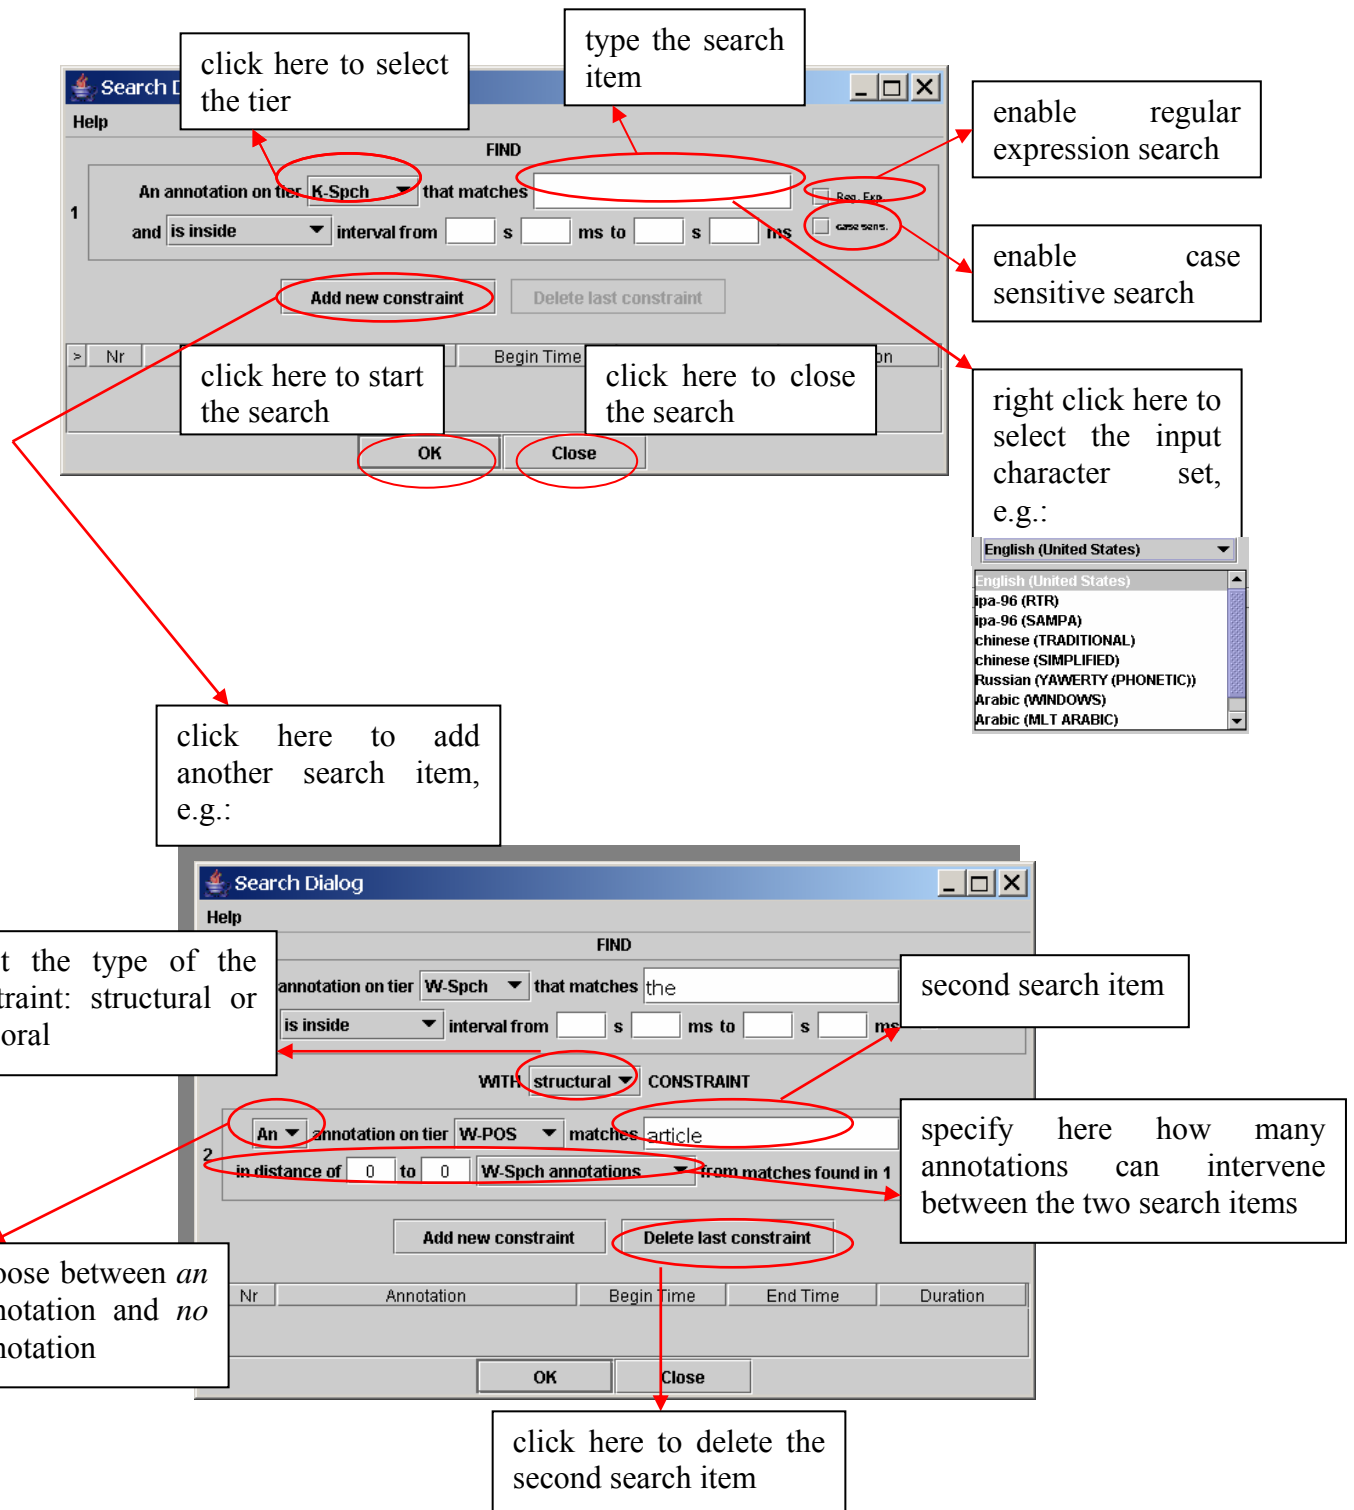 click here to select
the tier
type the search
item
Search D
Help
FIND
An annotation on tier K-Spch that matches
Reg. Exp.
1
and is inside interval from s ms to s ms
case sens.
enable regular
expression search
enable case
sensitive search
Add new constraint Delete last constraint
> Nr Begin Time on
click here to start
the search
click here to close
the search
OK Close
right click here to
select the input
character set,
e.g.:
English (United States)
English (United States)
ipa-96 (RTR)
ipa-96 (SAMPA)
chinese (TRADITIONAL)
chinese (SIMPLIFIED)
Russian (YAWERTY (PHONETIC))
Arabic (WINDOWS)
Arabic (MLT ARABIC)
click here to add
another search item,
e.g.:
Search Dialog
Help
FIND
annotation on tier W-Spch that matches the
is inside interval from s ms to s ms
t the type of the
traint: structural or
oral
second search item
WITH structural CONSTRAINT
An annotation on tier W-POS matches article
2
in distance of 0 to 0 W-Spch annotations from matches found in 1
specify here how many
annotations can intervene
between the two search items
Add new constraint Delete last constraint
oose between an
notation and no
notation
Nr Annotation Begin Time End Time Duration
OK Close
click here to delete the
second search item